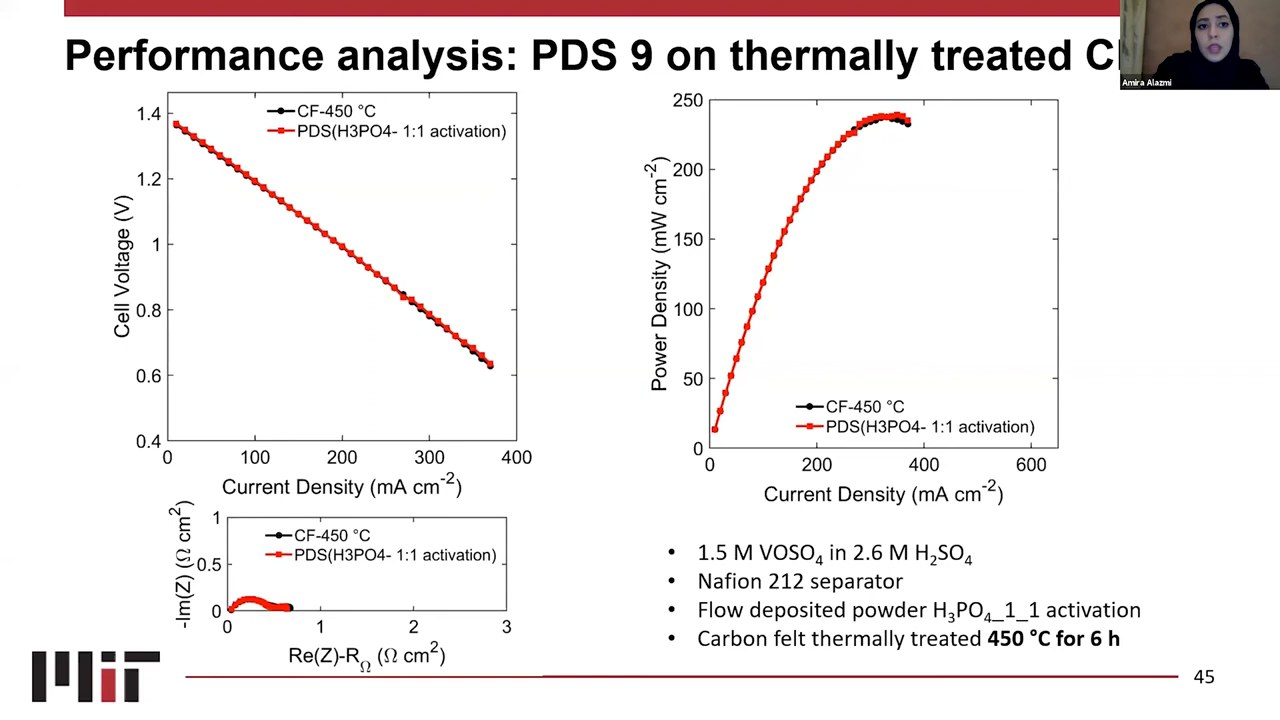 Performance analysis: PDS 9 on thermally treated
Amira Alazmi
1.4
1.2
1
0.8
0.6
0.4
Cell Voltage (V)
CF-450 °C
PDS(H3PO4- 1:1 activation)
0 100 200 300 400
Current Density (mA cm-2)
250
200
150
100
50
0
Power Density (mW cm-2)
CF-450 °C
PDS(H3PO4- 1:1 activation)
0 200 400 600
Current Density (mA cm-2)
1
0.5
0
-Im(Z) (Ω cm2)
CF-450 °C
PDS(H3PO4- 1:1 activation)
0 1 2 3
Re(Z)-RΩ (Ω cm2)
• 1.5 M VOSO4 in 2.6 M H2SO4
• Nafion 212 separator
• Flow deposited powder H3PO4_1_1 activation
• Carbon felt thermally treated 450 °C for 6 h
MIT
45